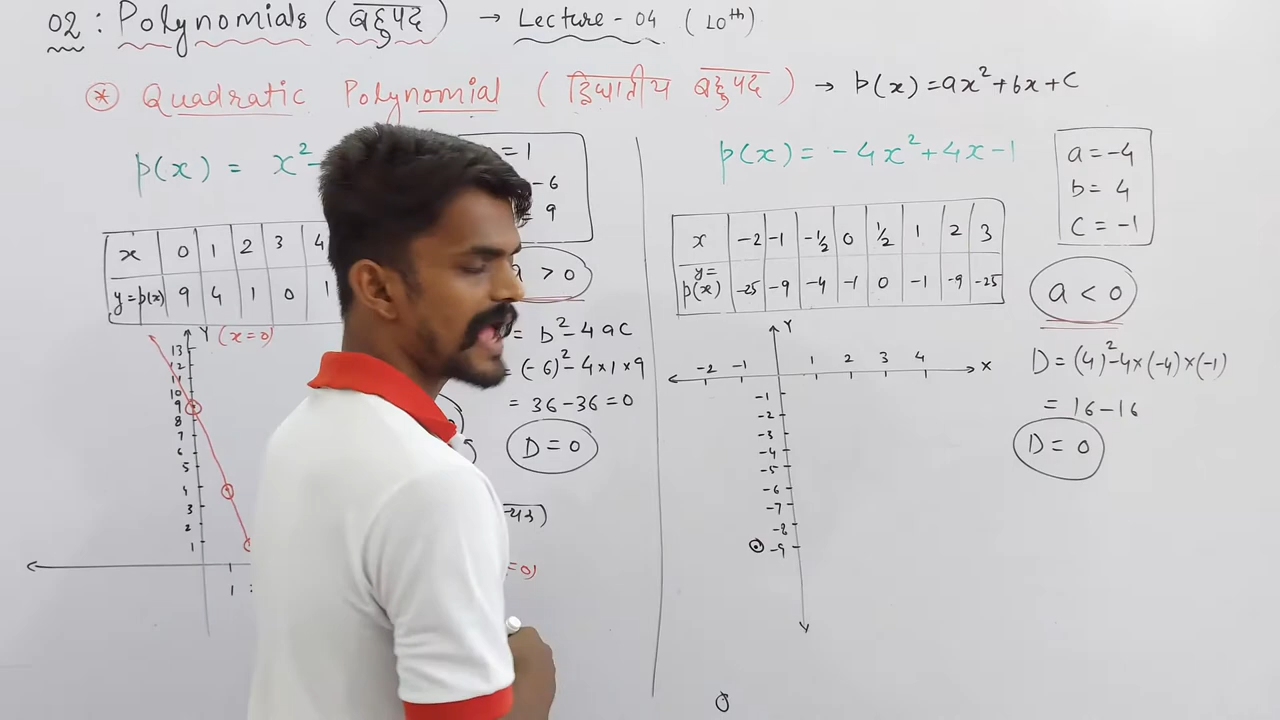 02 : Polynomials (बहुपद) → Lecture - 04 (10th)
* Quadratic Polynomial (द्विघातीय बहुपद) → p(x) = ax² + bx + c
p(x) = x² -
= 1
-6
= 9
x 0 1 2 3 4
y = p(x) 9 4 1 0 1
a > 0
= b² - 4ac
= (-6)² - 4×1×9
= 36 - 36 = 0
D = 0
Y (x = 0)
13
12
11
10
9
8
7
6
5
4
3
2
1
1
= 0)
p(x) = -4x² + 4x - 1
a = -4
b = 4
c = -1
x -2 -1 -½ 0 ½ 1 2 3
y = p(x) -25 -9 -4 -1 0 -1 -9 -25
a < 0
D = (4)² - 4×(-4)×(-1)
= 16 - 16
D = 0
Y
-2 -1 1 2 3 4 X
-1
-2
-3
-4
-5
-6
-7
-8
-9
Y